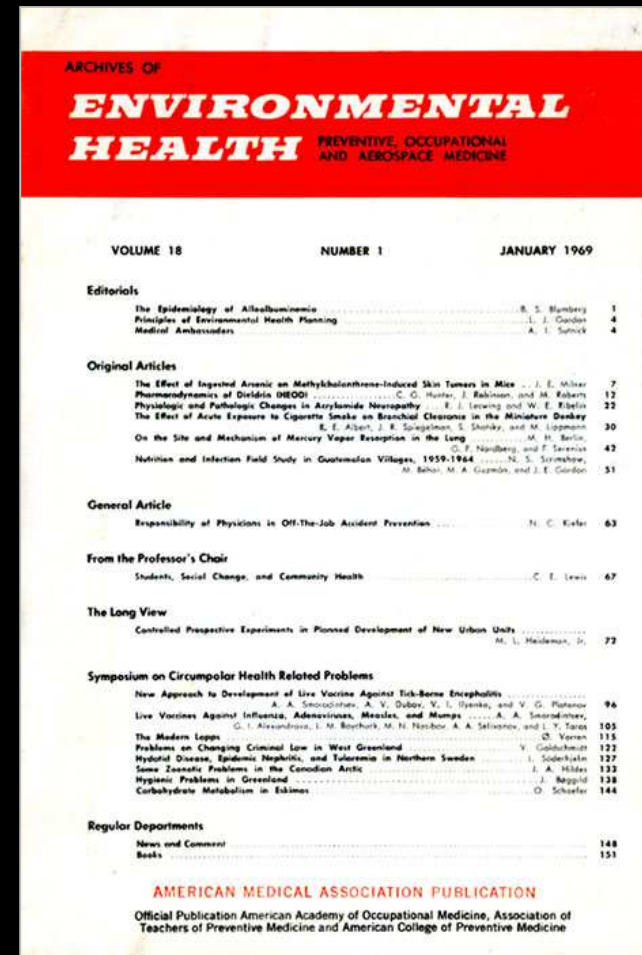 ARCHIVES OF
ENVIRONMENTAL
HEALTH PREVENTIVE, OCCUPATIONAL
AND AEROSPACE MEDICINE
VOLUME 18 NUMBER 1 JANUARY 1969
Editorials
The Epidemiology of Alloalbuminemia B. S. Blumberg 1
Principles of Environmental Health Planning L. J. Gordon 4
Medical Ambassadors A. I. Sutnick 4
Original Articles
The Effect of Ingested Arsenic on Methylcholanthrene-Induced Skin Tumors in Mice .. J. E. Milner 7
Pharmacodynamics of Dieldrin (HEOD) C. G. Hunter, J. Robinson, and M. Roberts 12
Physiologic and Pathologic Changes in Acrylamide Neuropathy ... R. J. Leswing and W. E. Ribelin 22
The Effect of Acute Exposure to Cigarette Smoke on Bronchial Clearance in the Miniature Donkey
R. E. Albert, J. R. Spiegelman, S. Shatsky, and M. Lippmann 30
On the Site and Mechanism of Mercury Vapor Resorption in the Lung M. H. Berlin,
G. F. Nordberg, and F. Serenius 42
Nutrition and Infection Field Study in Guatemalan Villages, 1959-1964 N. S. Scrimshaw,
M. Béhar, M. A. Guzmán, and J. E. Gordon 51
General Article
Responsibility of Physicians in Off-The-Job Accident Prevention N. C. Kiefer 63
From the Professor's Chair
Students, Social Change, and Community Health C. E. Lewis 67
The Long View
Controlled Prospective Experiments in Planned Development of New Urban Units
M. L. Heideman, Jr. 72
Symposium on Circumpolar Health Related Problems
New Approach to Development of Live Vaccine Against Tick-Borne Encephalitis
A. A. Smorodintsev, A. V. Dubov, V. I. Ilyenko, and V. G. Platonov 96
Live Vaccines Against Influenza, Adenoviruses, Measles, and Mumps A. A. Smorodintsev,
G. I. Alexandrova, L. M. Boychuck, M. N. Nasibov, A. A. Selivanov, and L. Y. Taros 105
The Modern Lapps Ø. Vorren 115
Problems on Changing Criminal Law in West Greenland V. Goldschmidt 122
Hydatid Disease, Epidemic Nephritis, and Tularemia in Northern Sweden I. Söderhjelm 127
Some Zoonotic Problems in the Canadian Arctic J. A. Hildes 133
Hygienic Problems in Greenland J. Bøggild 138
Carbohydrate Metabolism in Eskimos O. Schaefer 144
Regular Departments
News and Comment 148
Books 151
AMERICAN MEDICAL ASSOCIATION PUBLICATION
Official Publication American Academy of Occupational Medicine, Association of
Teachers of Preventive Medicine and American College of Preventive Medicine